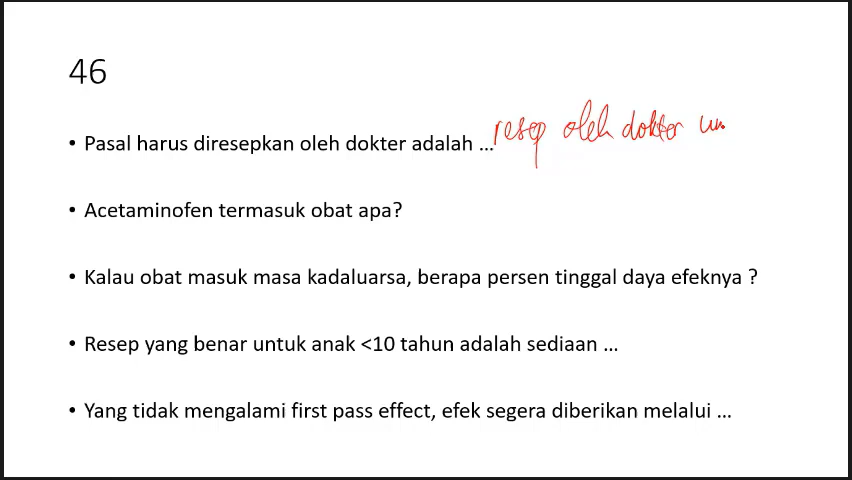 46
• Pasal harus diresepkan oleh dokter adalah ... resep oleh dokter um
• Acetaminofen termasuk obat apa?
• Kalau obat masuk masa kadaluarsa, berapa persen tinggal daya efeknya ?
• Resep yang benar untuk anak <10 tahun adalah sediaan ...
• Yang tidak mengalami first pass effect, efek segera diberikan melalui ...